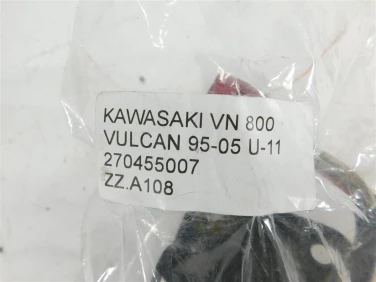 KAWASAKI VN 800
VULCAN 95-05 U-11
270455007
ZZ.A108